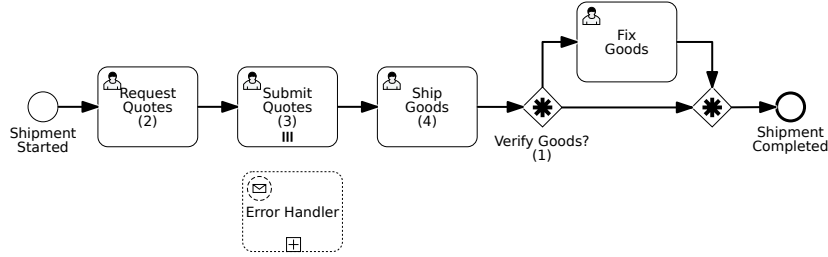 Shipment
Started
Request
Quotes
(2)
Submit
Quotes
(3)
Ship
Goods
(4)
Verify Goods?
(1)
Fix
Goods
Shipment
Completed
Error Handler